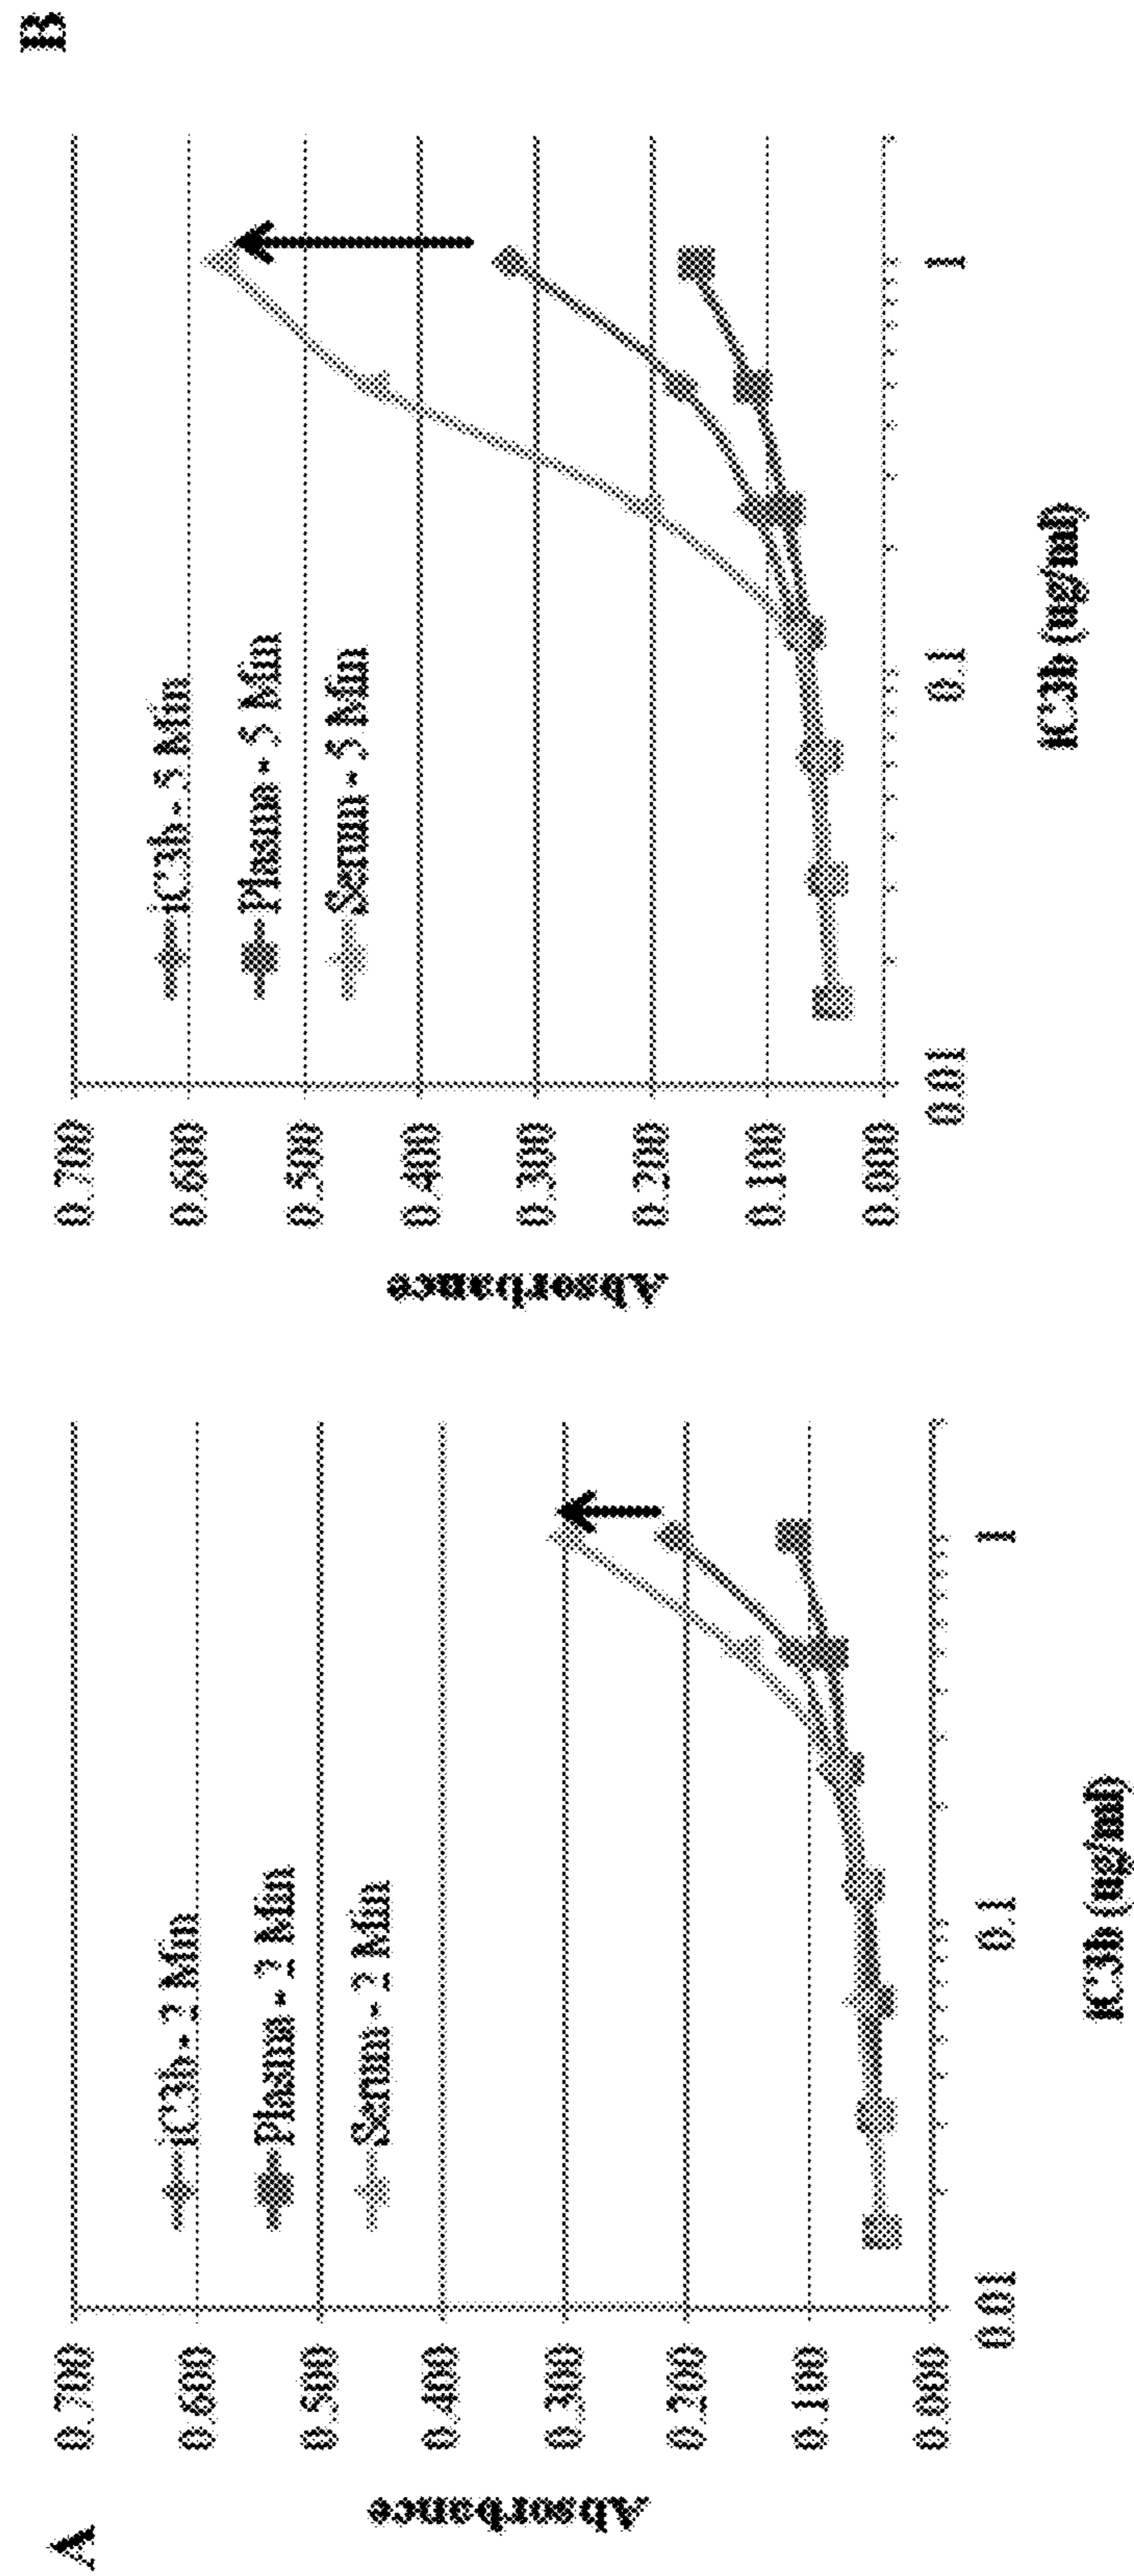 A
Absorbance
0.700
0.600
0.500
0.400
0.300
0.200
0.100
0.000
iC3b - 2 Min
Plasma - 2 Min
Serum - 2 Min
0.01
0.1
1
iC3b (ug/ml)
B
Absorbance
0.700
0.600
0.500
0.400
0.300
0.200
0.100
0.000
iC3b - 5 Min
Plasma - 5 Min
Serum - 5 Min
0.01
0.1
1
iC3b (ug/ml)